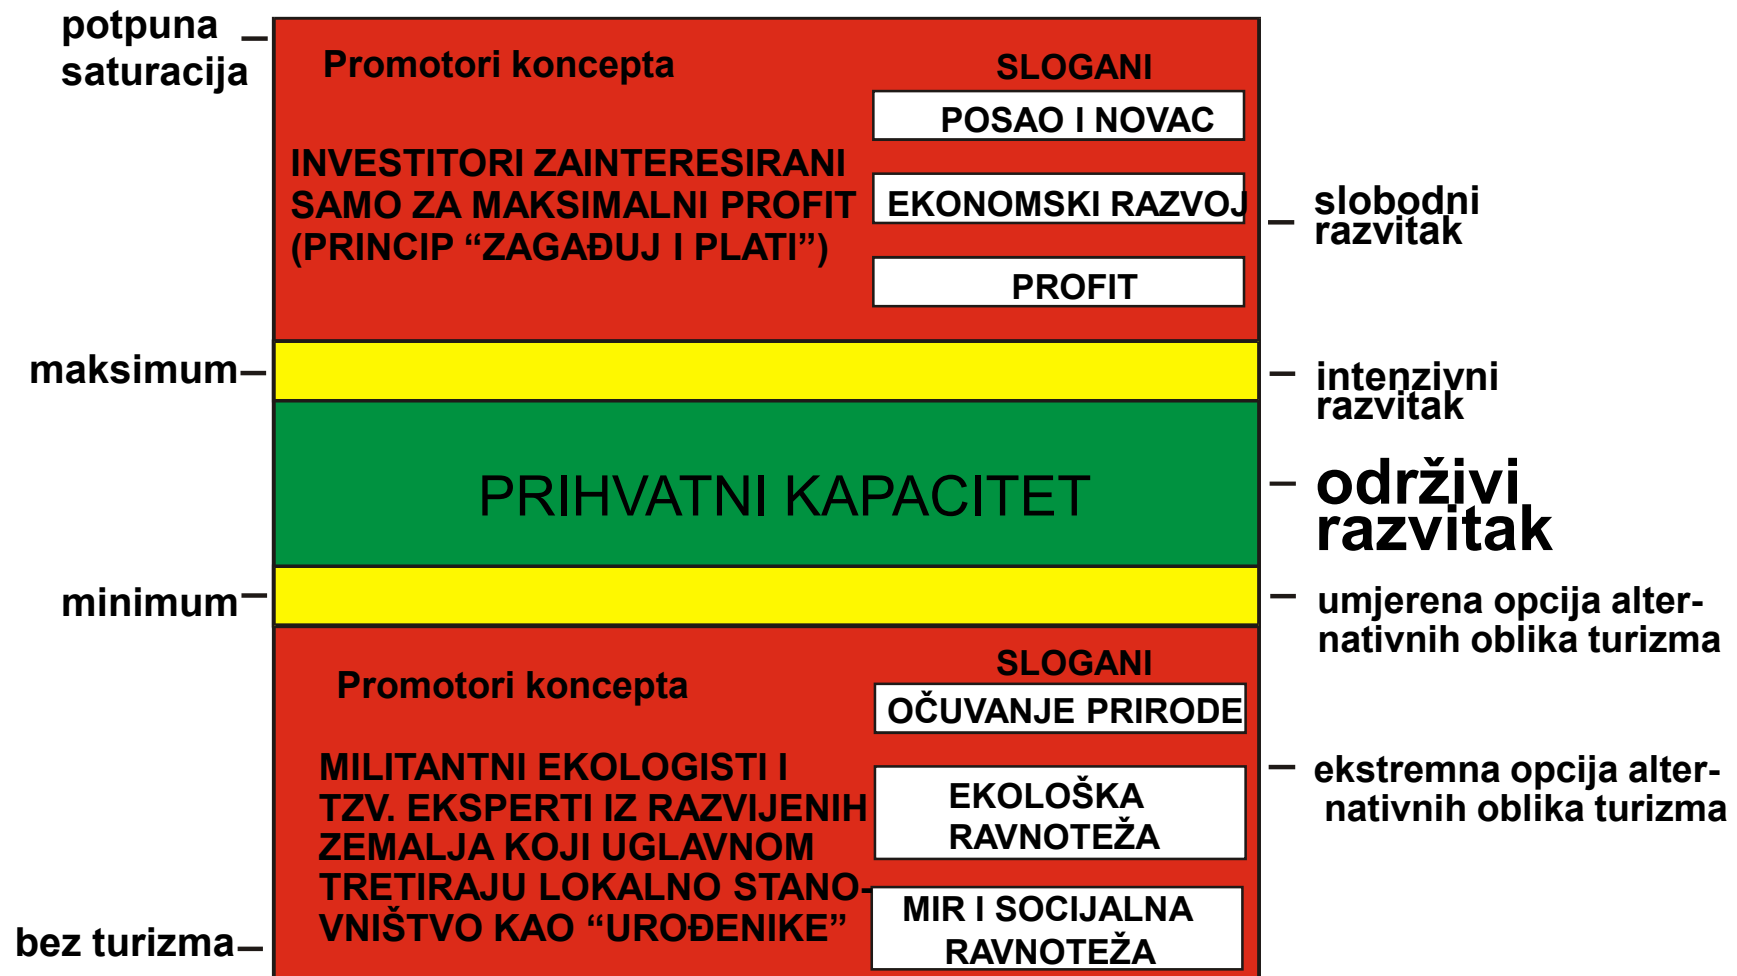 potpuna
saturacija
Promotori koncepta
SLOGANI
POSAO I NOVAC
INVESTITORI ZAINTERESIRANI
SAMO ZA MAKSIMALNI PROFIT
(PRINCIP “ZAGAĐUJ I PLATI”)
EKONOMSKI RAZVOJ
PROFIT
slobodni
razvitak
maksimum
intenzivni
razvitak
PRIHVATNI KAPACITET
održivi
razvitak
minimum
umjerena opcija alter-
nativnih oblika turizma
Promotori koncepta
SLOGANI
OČUVANJE PRIRODE
MILITANTNI EKOLOGISTI I
TZV. EKSPERTI IZ RAZVIJENIH
ZEMALJA KOJI UGLAVNOM
TRETIRAJU LOKALNO STANO-
VNIŠTVO KAO “UROĐENIKE”
EKOLOŠKA
RAVNOTEŽA
MIR I SOCIJALNA
RAVNOTEŽA
ekstremna opcija alter-
nativnih oblika turizma
bez turizma